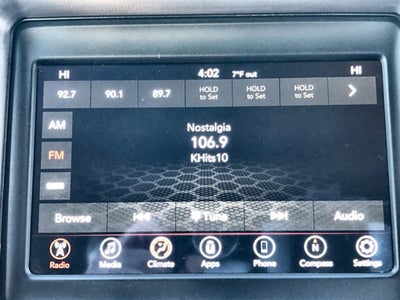 HI 4:02 7°F out HI
92.7 90.1 89.7 HOLD to Set HOLD to Set HOLD to Set
AM
Nostalgia
FM
106.9
KHits10
Browse Tune Audio
Radio Media Climate Apps Phone Compass Settings